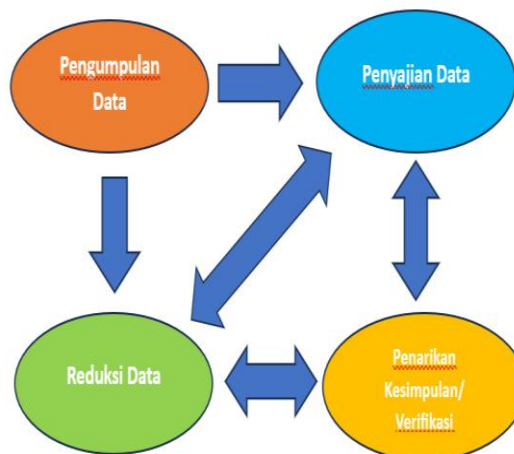 Pengumpulan
Data
Penyajian Data
Reduksi Data
Penarikan
Kesimpulan/
Verifikasi